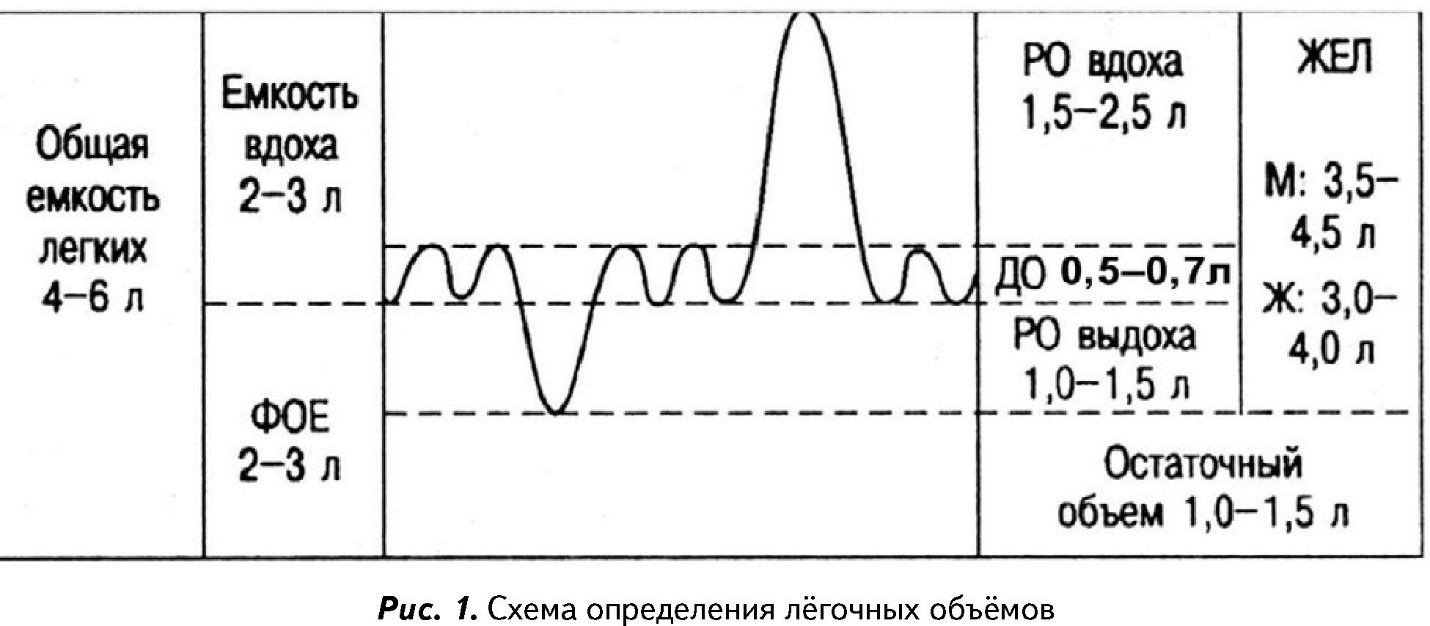 Общая
емкость
легких
4–6 л
Емкость
вдоха
2–3 л
ФОЕ
2–3 л
РО вдоха
1,5–2,5 л
ДО 0,5–0,7л
РО выдоха
1,0–1,5 л
ЖЕЛ
М: 3,5–
4,5 л
Ж: 3,0–
4,0 л
Остаточный
объем 1,0–1,5 л
Рис. 1. Схема определения лёгочных объёмов